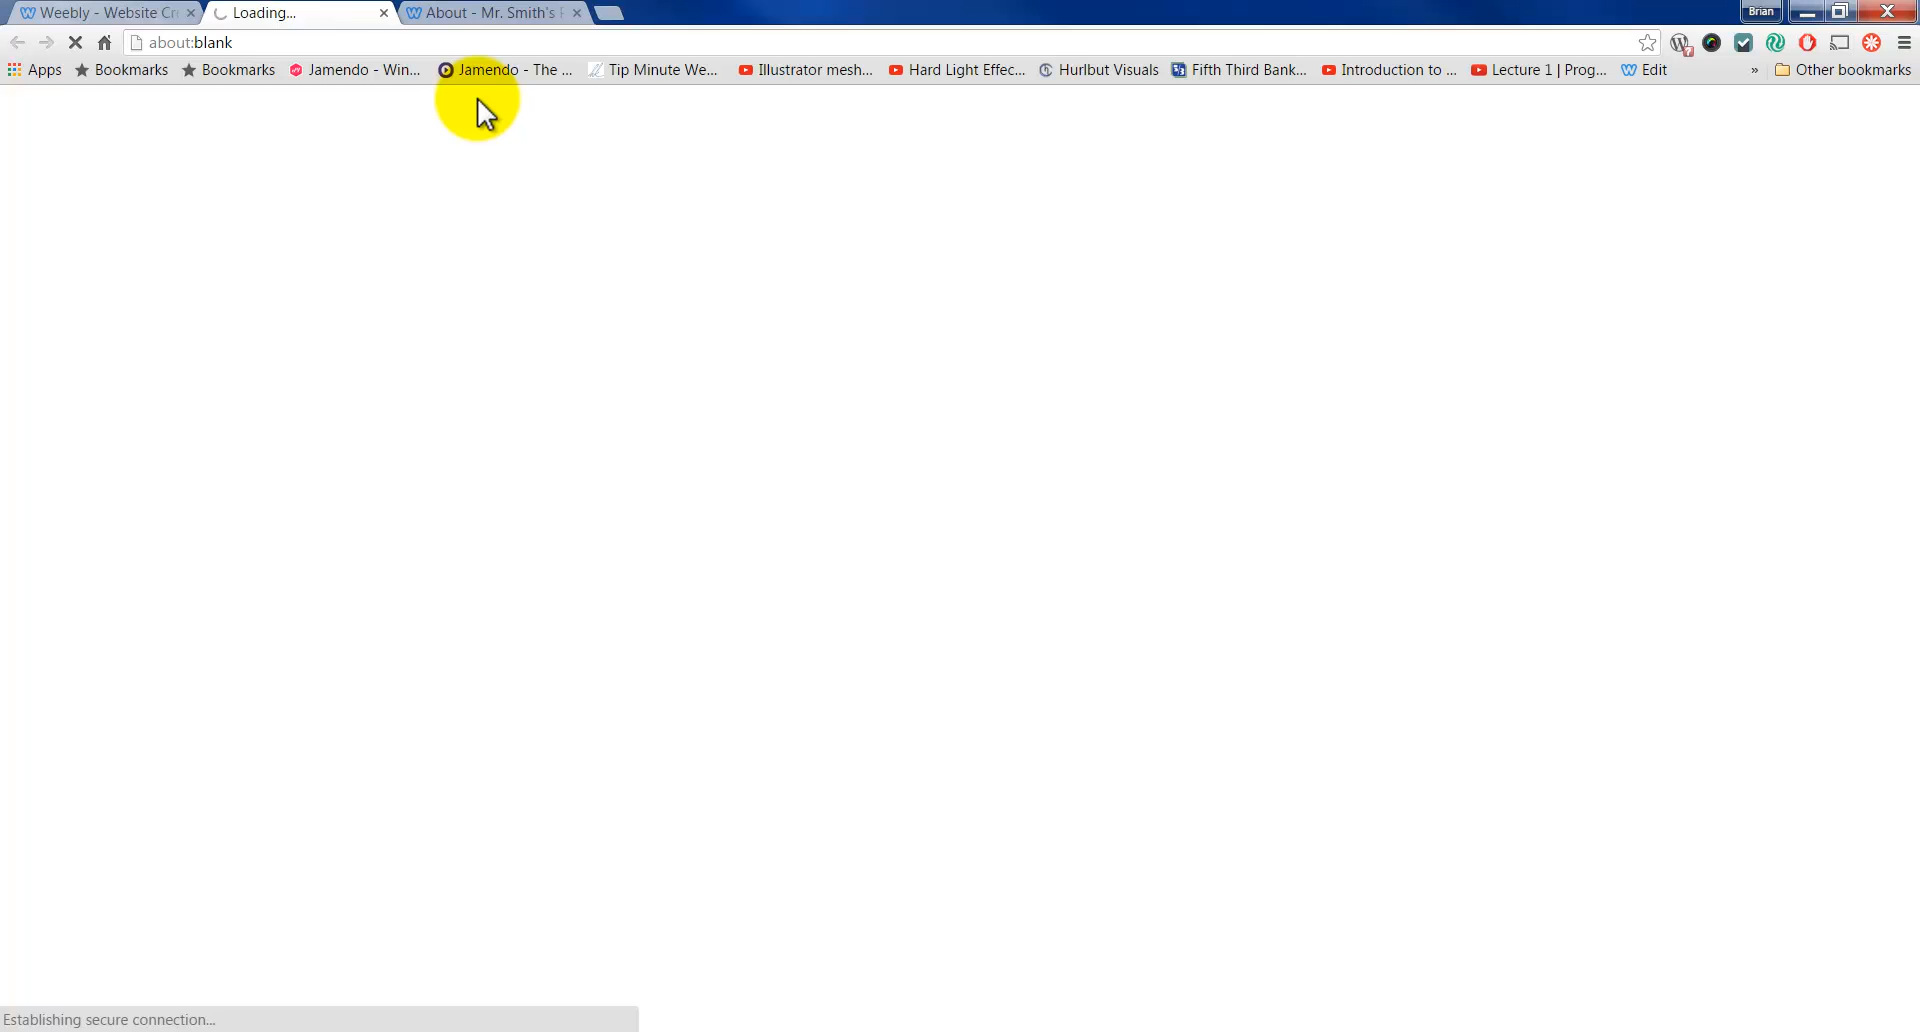 Weebly - Website Cr
Loading...
About - Mr. Smith's
Brian
about:blank
Apps
Bookmarks
Bookmarks
Jamendo - Win...
Jamendo - The ...
Tip Minute We...
Illustrator mesh...
Hard Light Effec...
Hurlbut Visuals
Fifth Third Bank...
Introduction to ...
Lecture 1 | Prog...
Edit
»
Other bookmarks
Establishing secure connection...